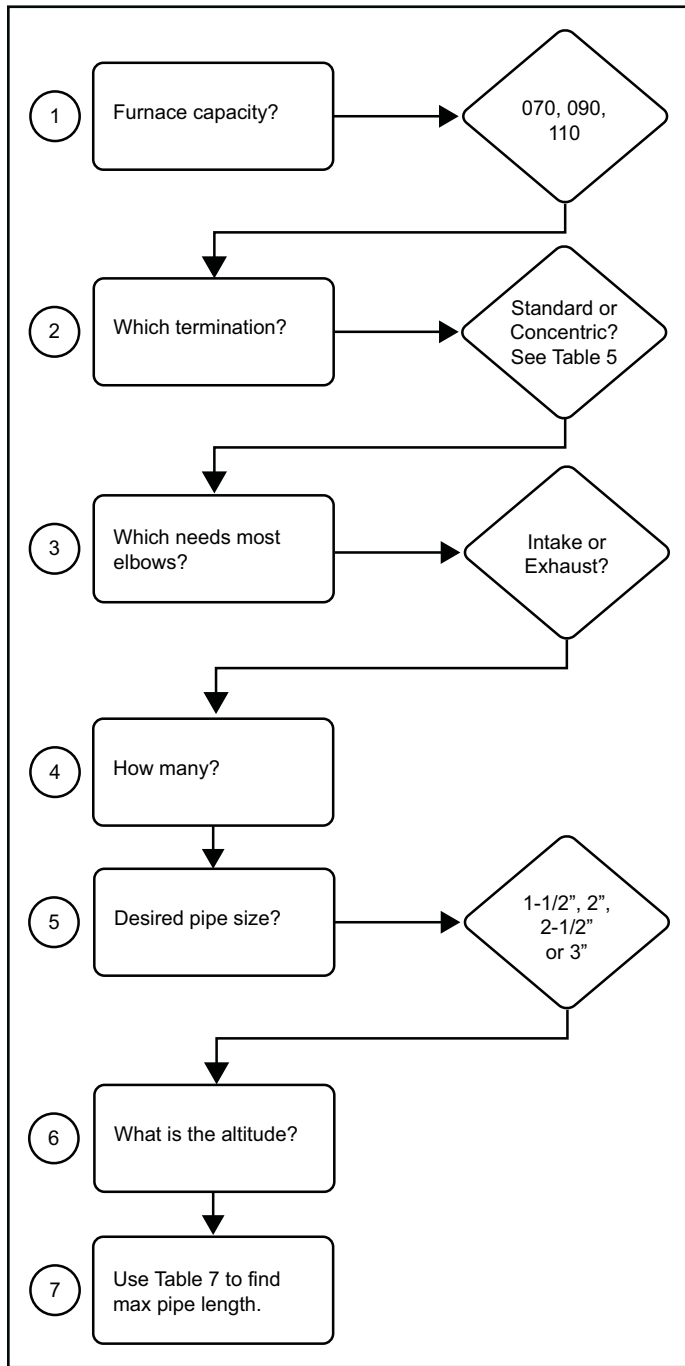 1
Furnace capacity?
070, 090,
110
2
Which termination?
Standard or
Concentric?
See Table 5
3
Which needs most
elbows?
Intake or
Exhaust?
4
How many?
5
Desired pipe size?
1-1/2”, 2”,
2-1/2”
or 3”
6
What is the altitude?
7
Use Table 7 to find
max pipe length.